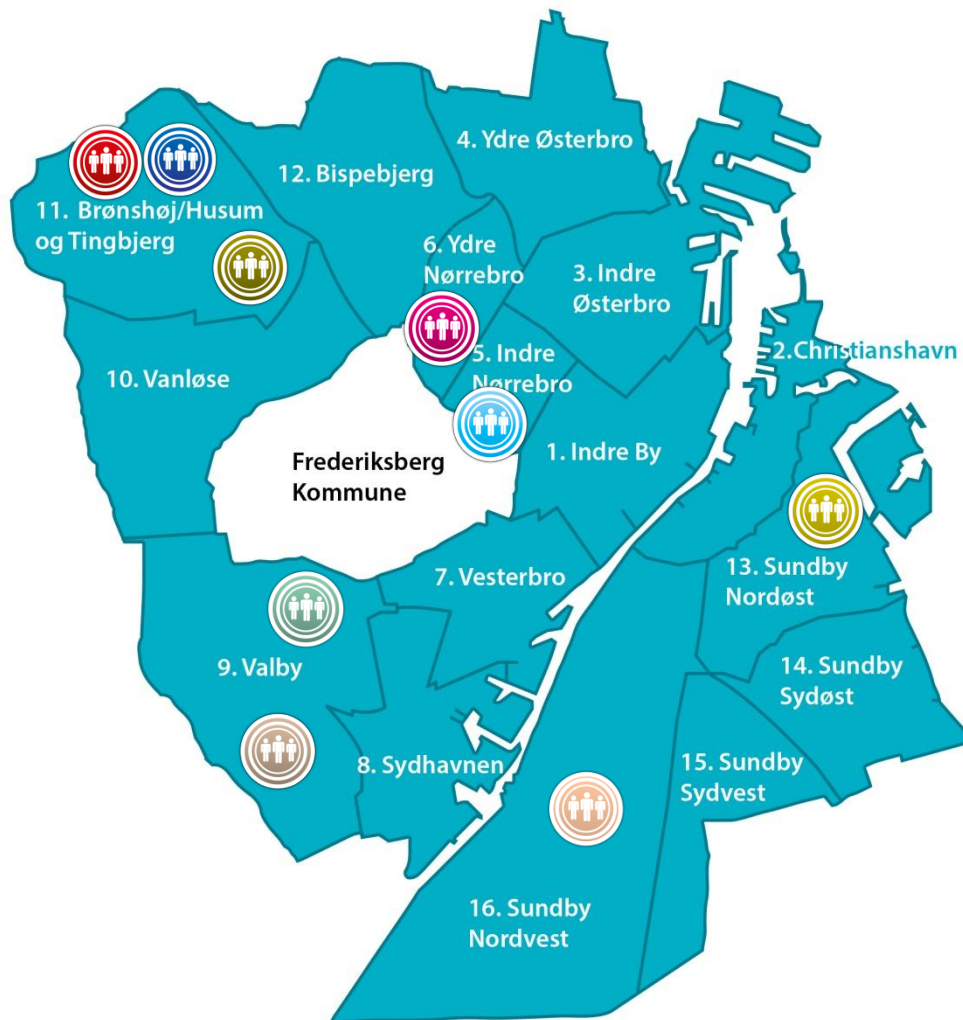 4. Ydre Østerbro
12. Bispebjerg
11. Brønshøj/Husum
og Tingbjerg
6. Ydre
Nørrebro
3. Indre
Østerbro
2.Christianshavn
5. Indre
Nørrebro
10. Vanløse
1. Indre By
Frederiksberg
Kommune
7. Vesterbro
13. Sundby
Nordøst
9. Valby
14. Sundby
Sydøst
8. Sydhavnen
15. Sundby
Sydvest
16. Sundby
Nordvest